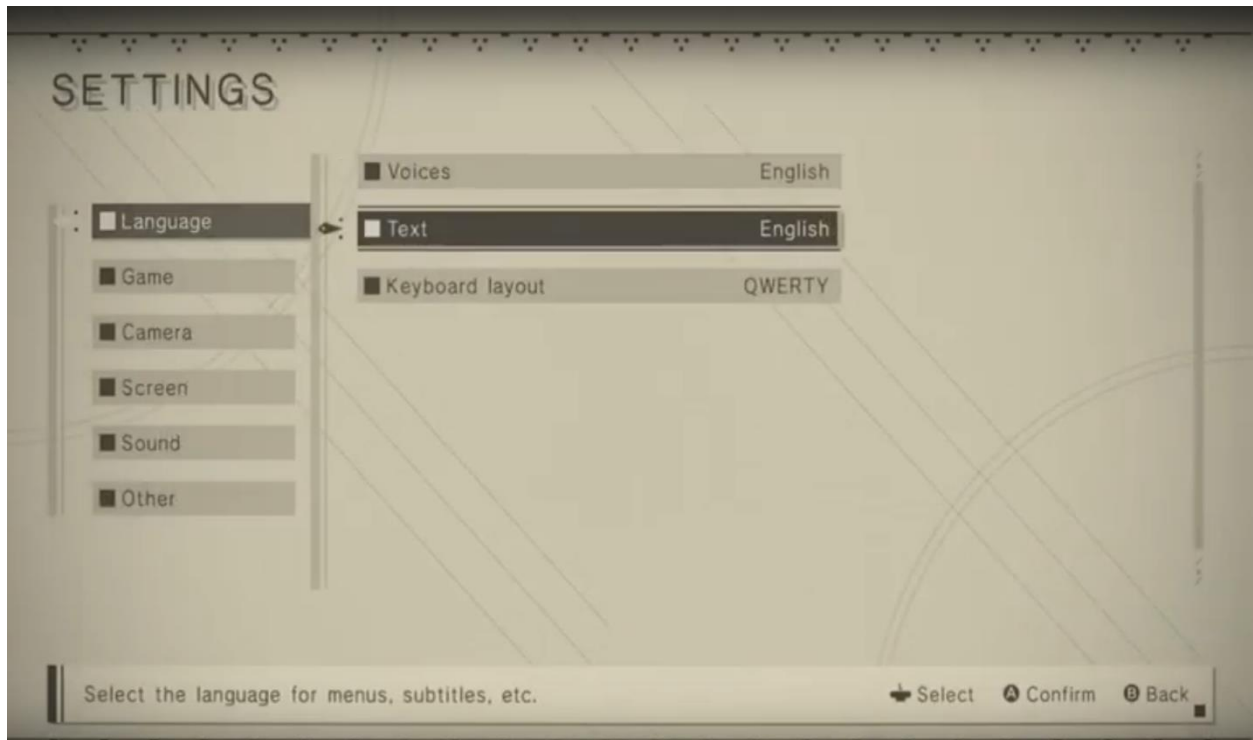 SETTINGS
Language
Game
Camera
Screen
Sound
Other
Voices English
Text English
Keyboard layout QWERTY
Select the language for menus, subtitles, etc.
Select A Confirm B Back